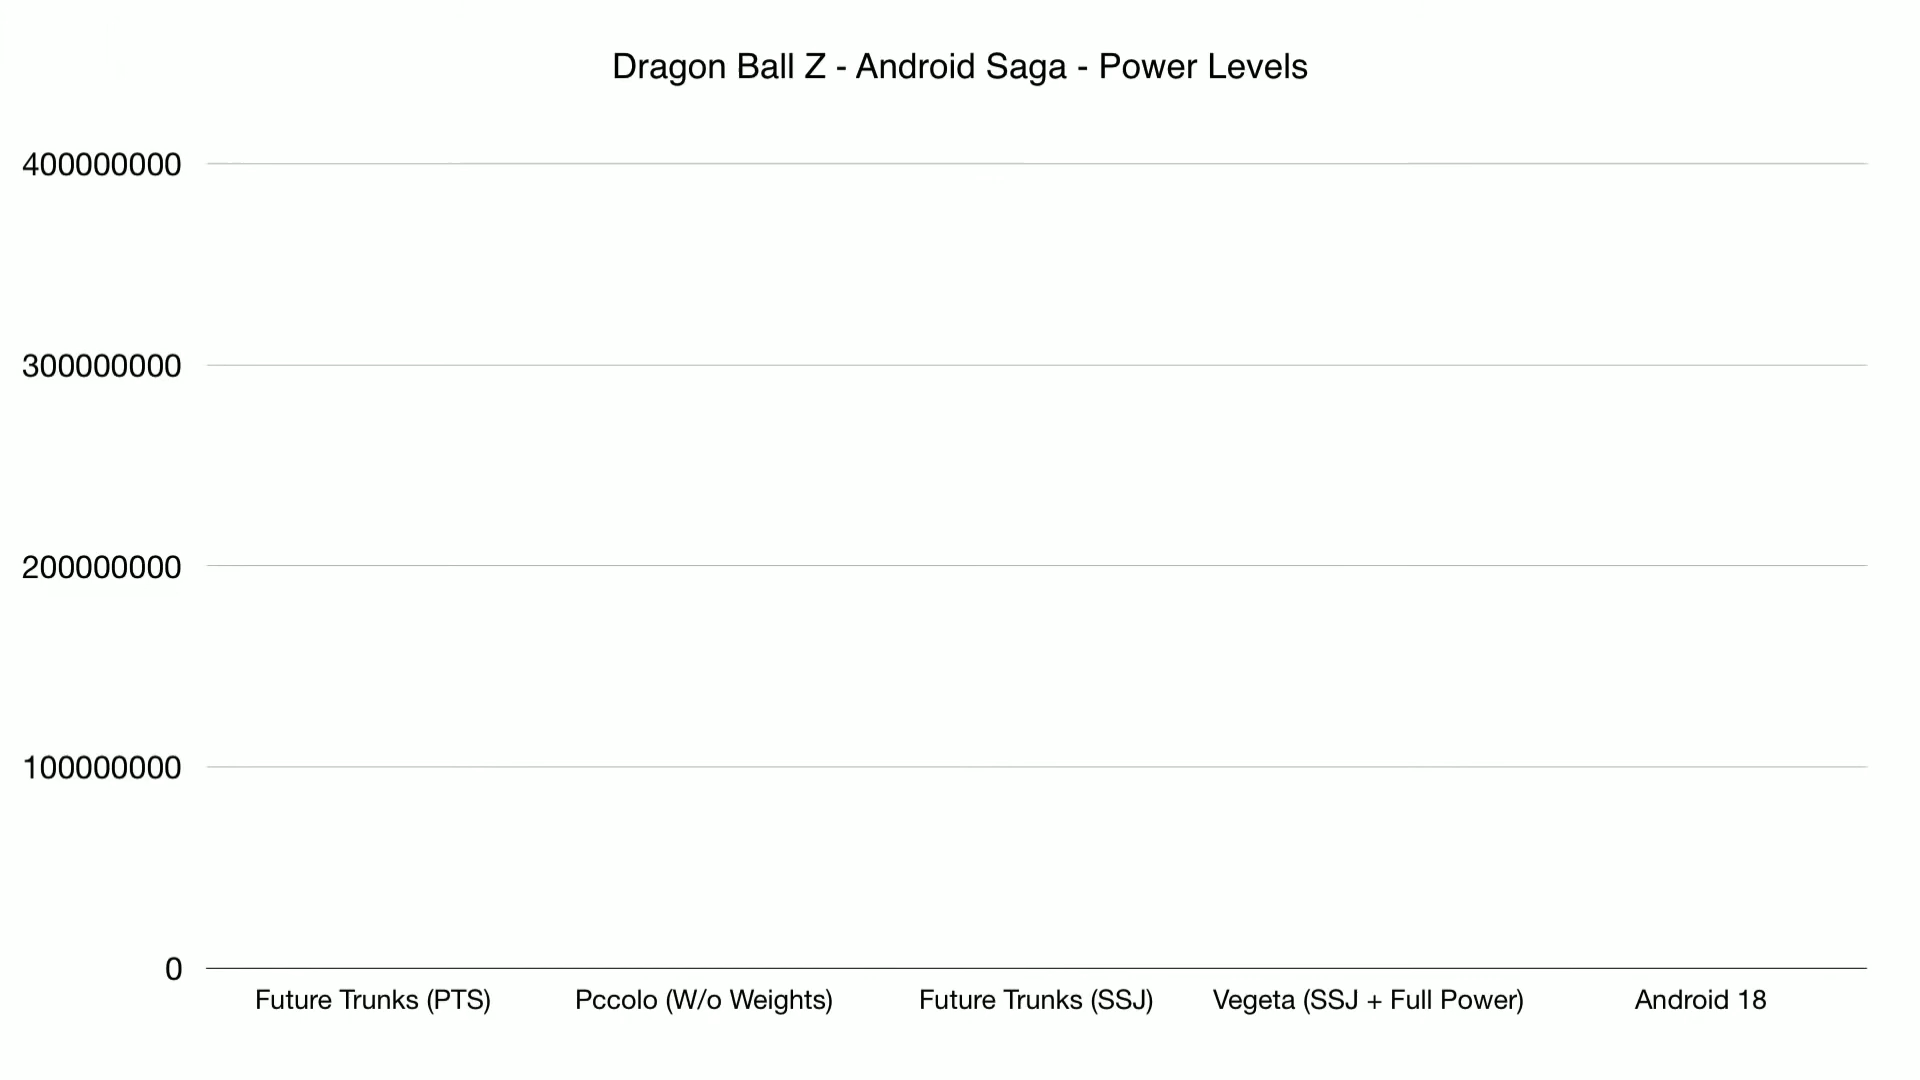 Dragon Ball Z - Android Saga - Power Levels
400000000
300000000
200000000
100000000
0
Future Trunks (PTS) Pccolo (W/o Weights) Future Trunks (SSJ) Vegeta (SSJ + Full Power) Android 18